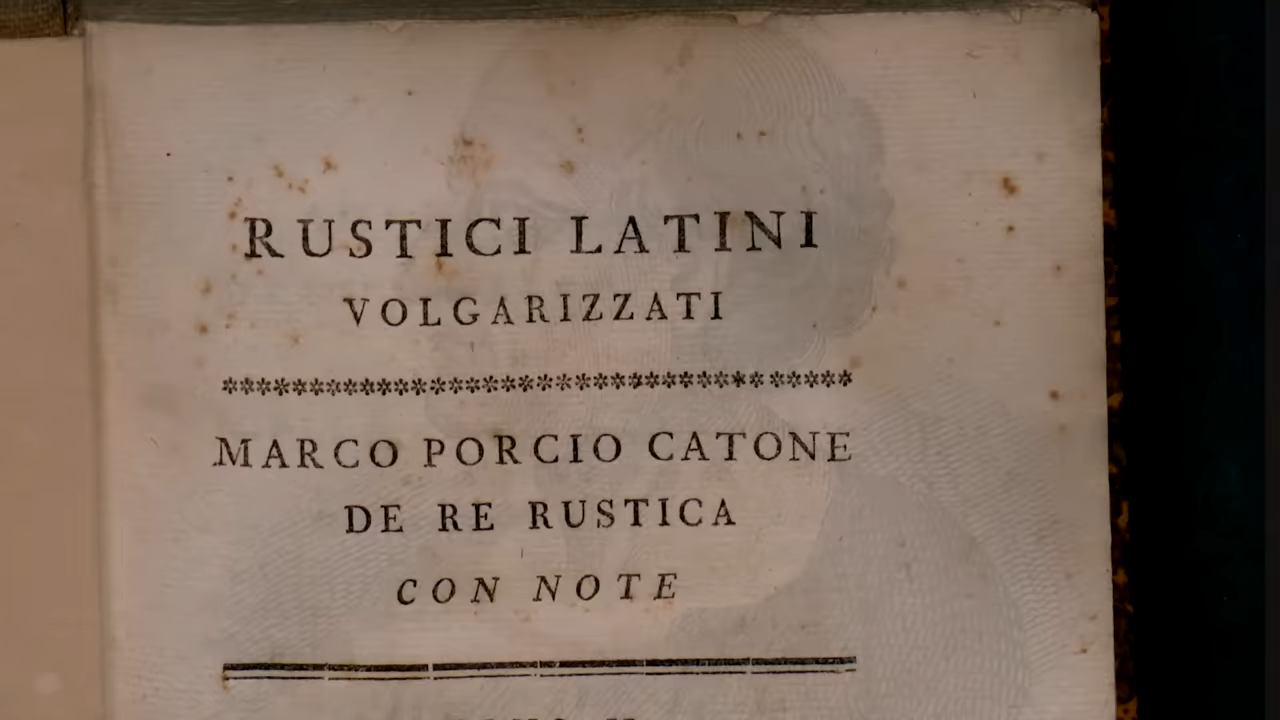 RUSTICI LATINI
VOLGARIZZATI
MARCO PORCIO CATONE
DE RE RUSTICA
CON NOTE